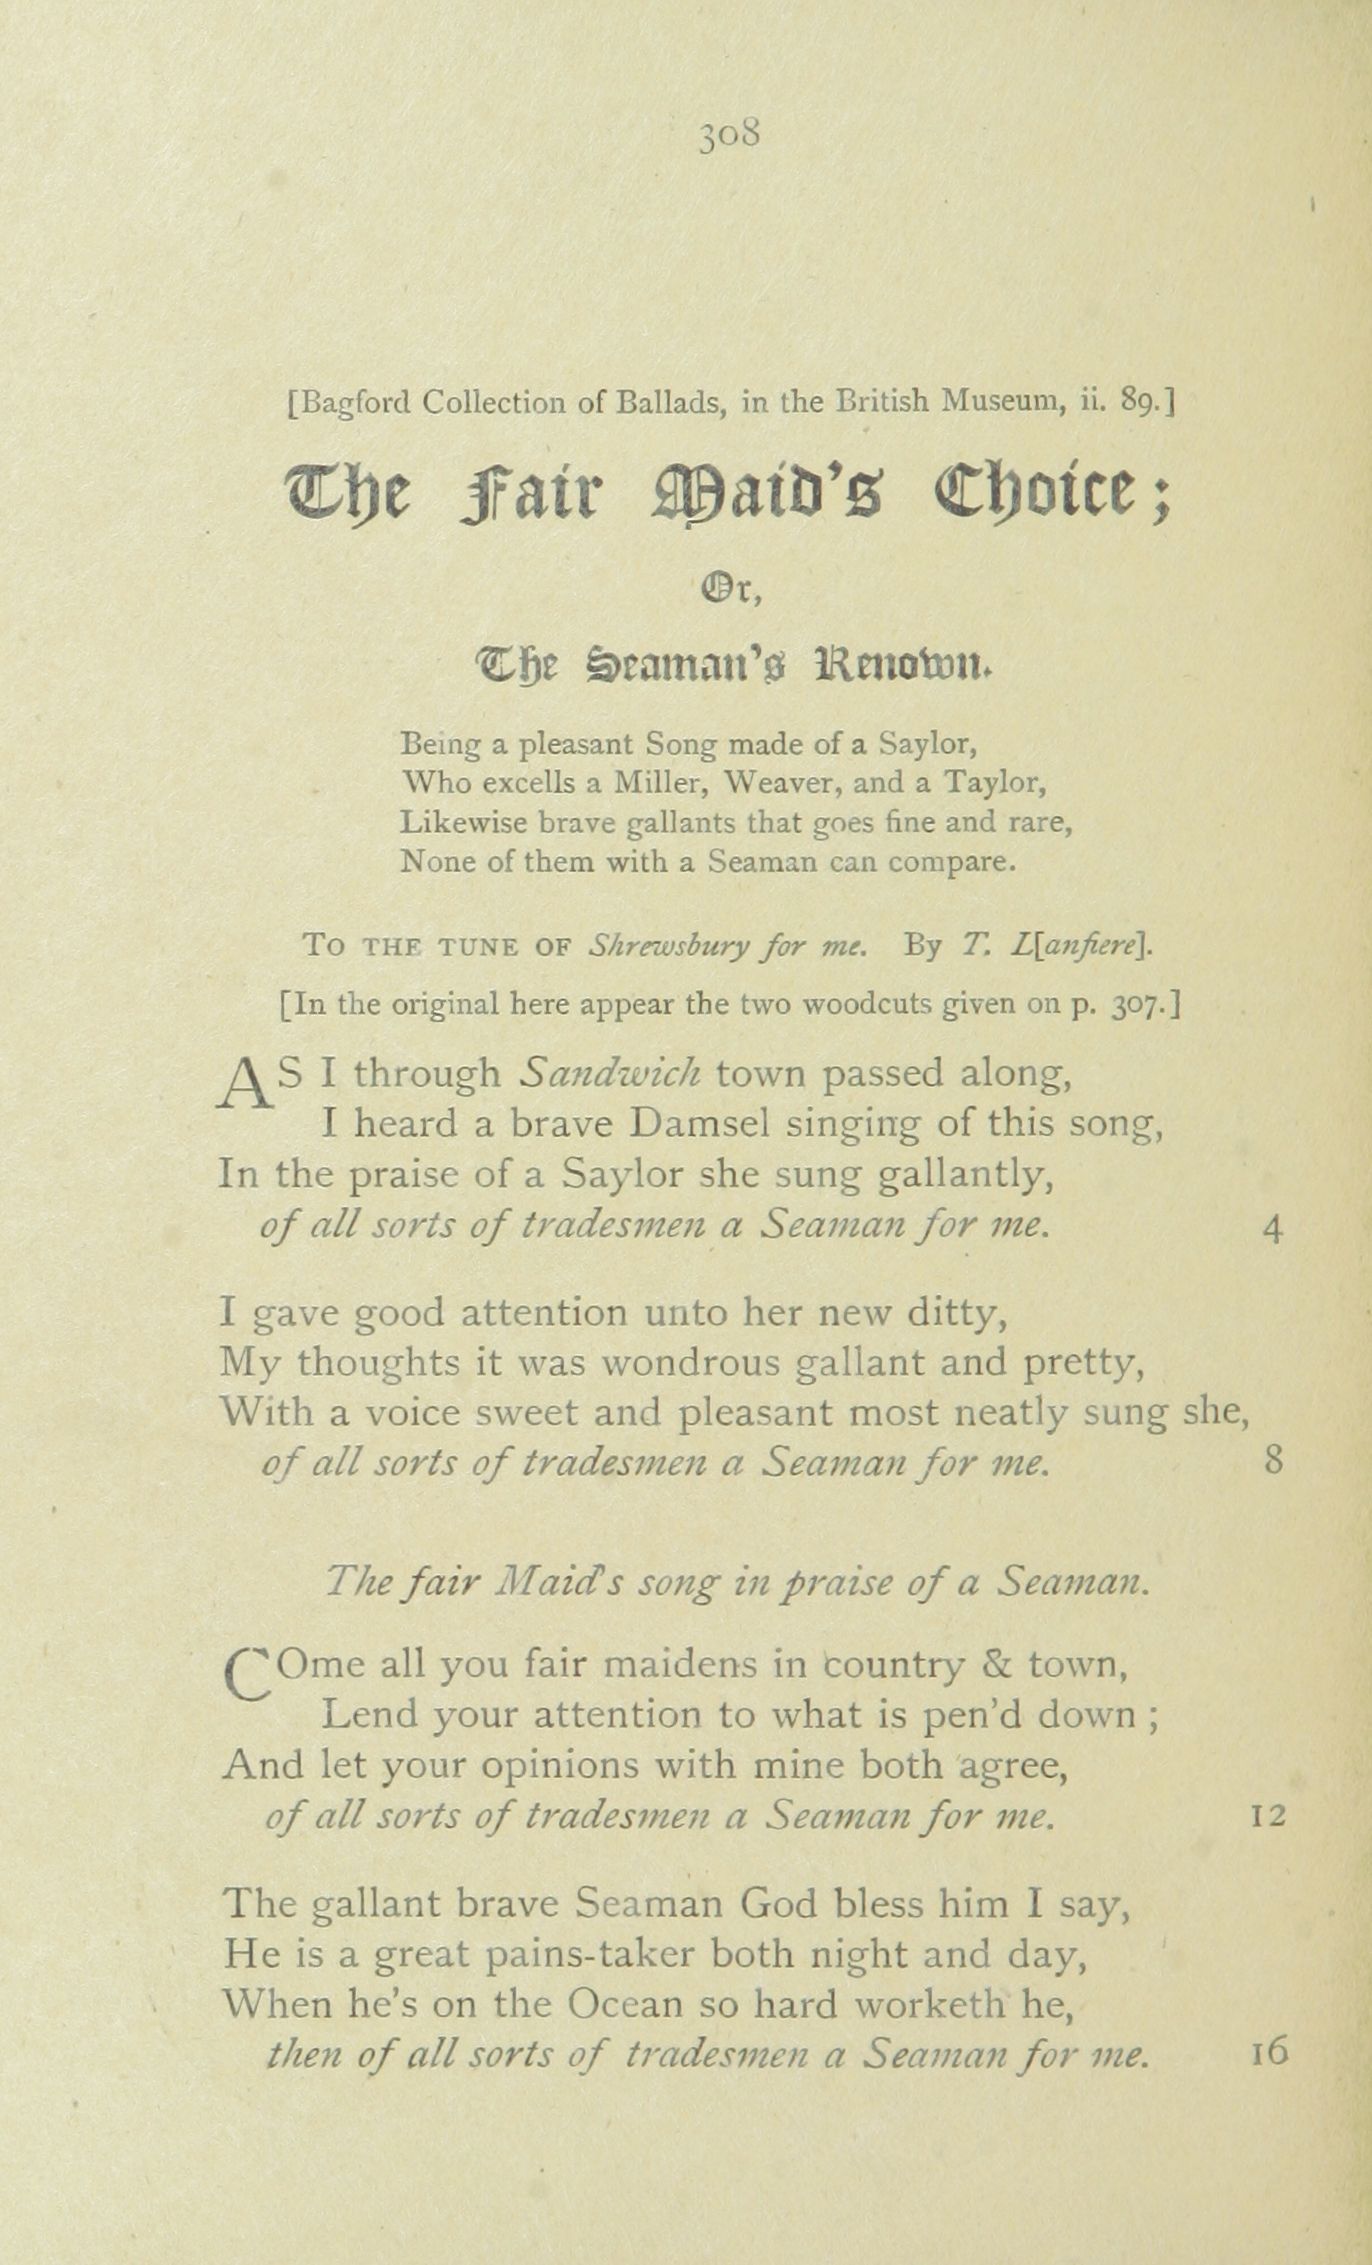 308
[Bagford Collection of Ballads, in the British Museum, ii. 89.]
The Fair Maid's Choice;
Or,
The Seaman's Renown.
Being a pleasant Song made of a Saylor,
Who excells a Miller, Weaver, and a Taylor,
Likewise brave gallants that goes fine and rare,
None of them with a Seaman can compare.
To the tune of Shrewsbury for me. By T. L[anfiere].
[In the original here appear the two woodcuts given on p. 307.]
AS I through Sandwich town passed along,
I heard a brave Damsel singing of this song,
In the praise of a Saylor she sung gallantly,
of all sorts of tradesmen a Seaman for me. 4
I gave good attention unto her new ditty,
My thoughts it was wondrous gallant and pretty,
With a voice sweet and pleasant most neatly sung she,
of all sorts of tradesmen a Seaman for me. 8
The fair Maid's song in praise of a Seaman.
COme all you fair maidens in country & town,
Lend your attention to what is pen'd down ;
And let your opinions with mine both agree,
of all sorts of tradesmen a Seaman for me. 12
The gallant brave Seaman God bless him I say,
He is a great pains-taker both night and day,
When he's on the Ocean so hard worketh he,
then of all sorts of tradesmen a Seaman for me. 16